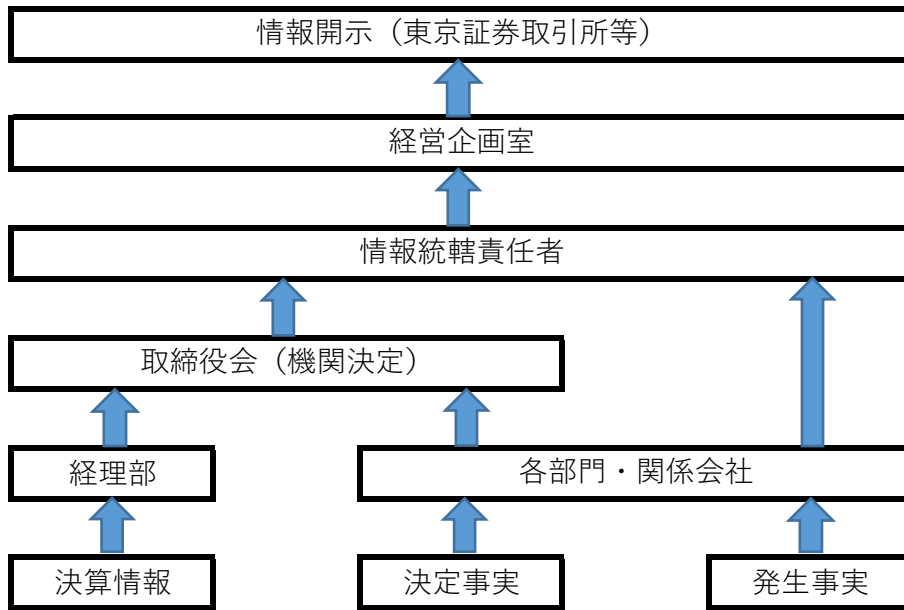 情報開示（東京証券取引所等）
経営企画室
情報統轄責任者
取締役会（機関決定）
経理部
各部門・関係会社
決算情報
決定事実
発生事実